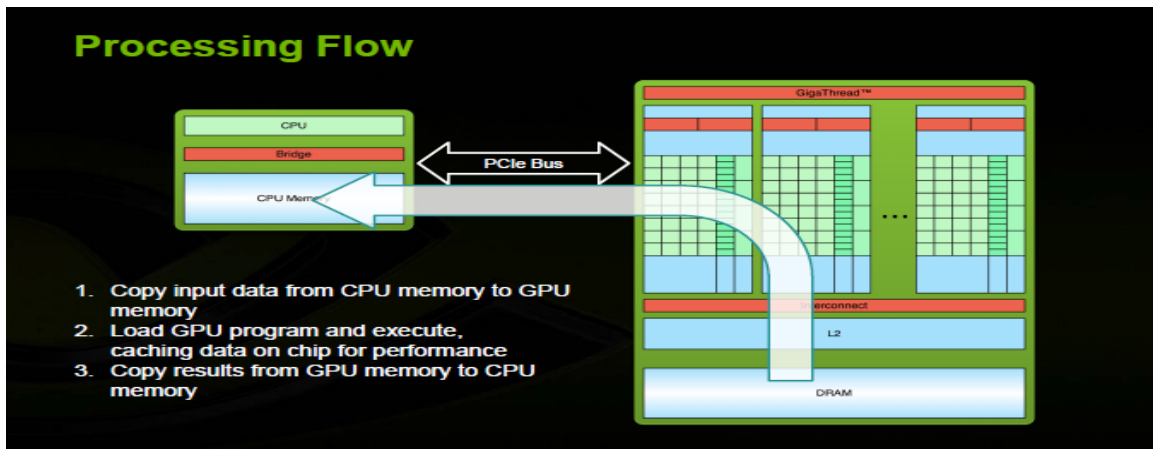 Processing Flow
GigaThread™
CPU
Bridge
PCIe Bus
CPU Memory
...
1. Copy input data from CPU memory to GPU
memory
2. Load GPU program and execute,
caching data on chip for performance
3. Copy results from GPU memory to CPU
memory
Interconnect
L2
DRAM